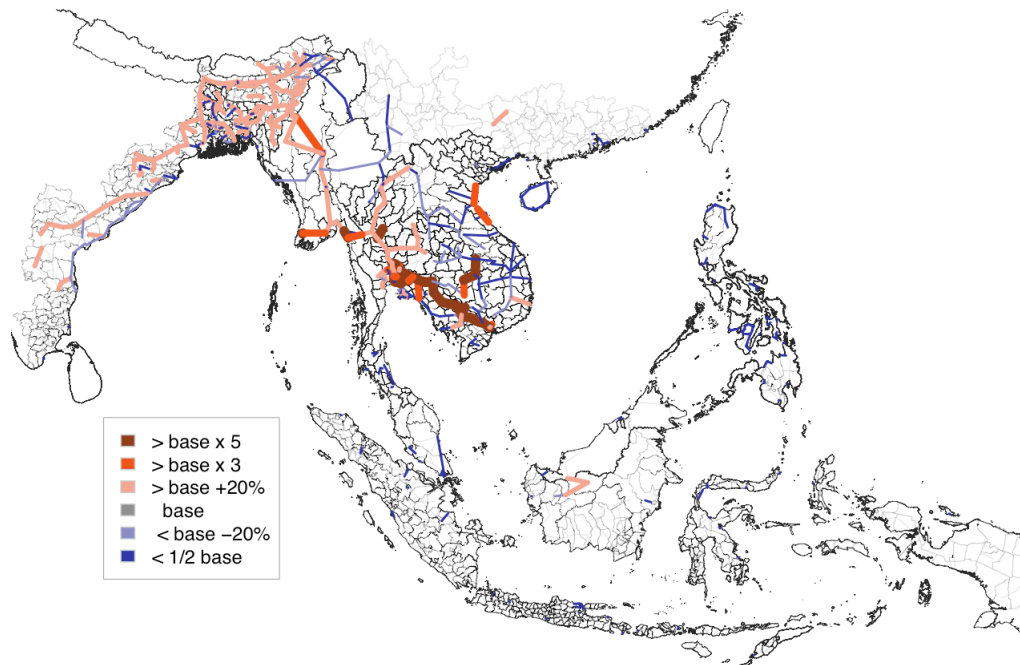 > base x 5
> base x 3
> base +20%
base
< base −20%
< 1/2 base